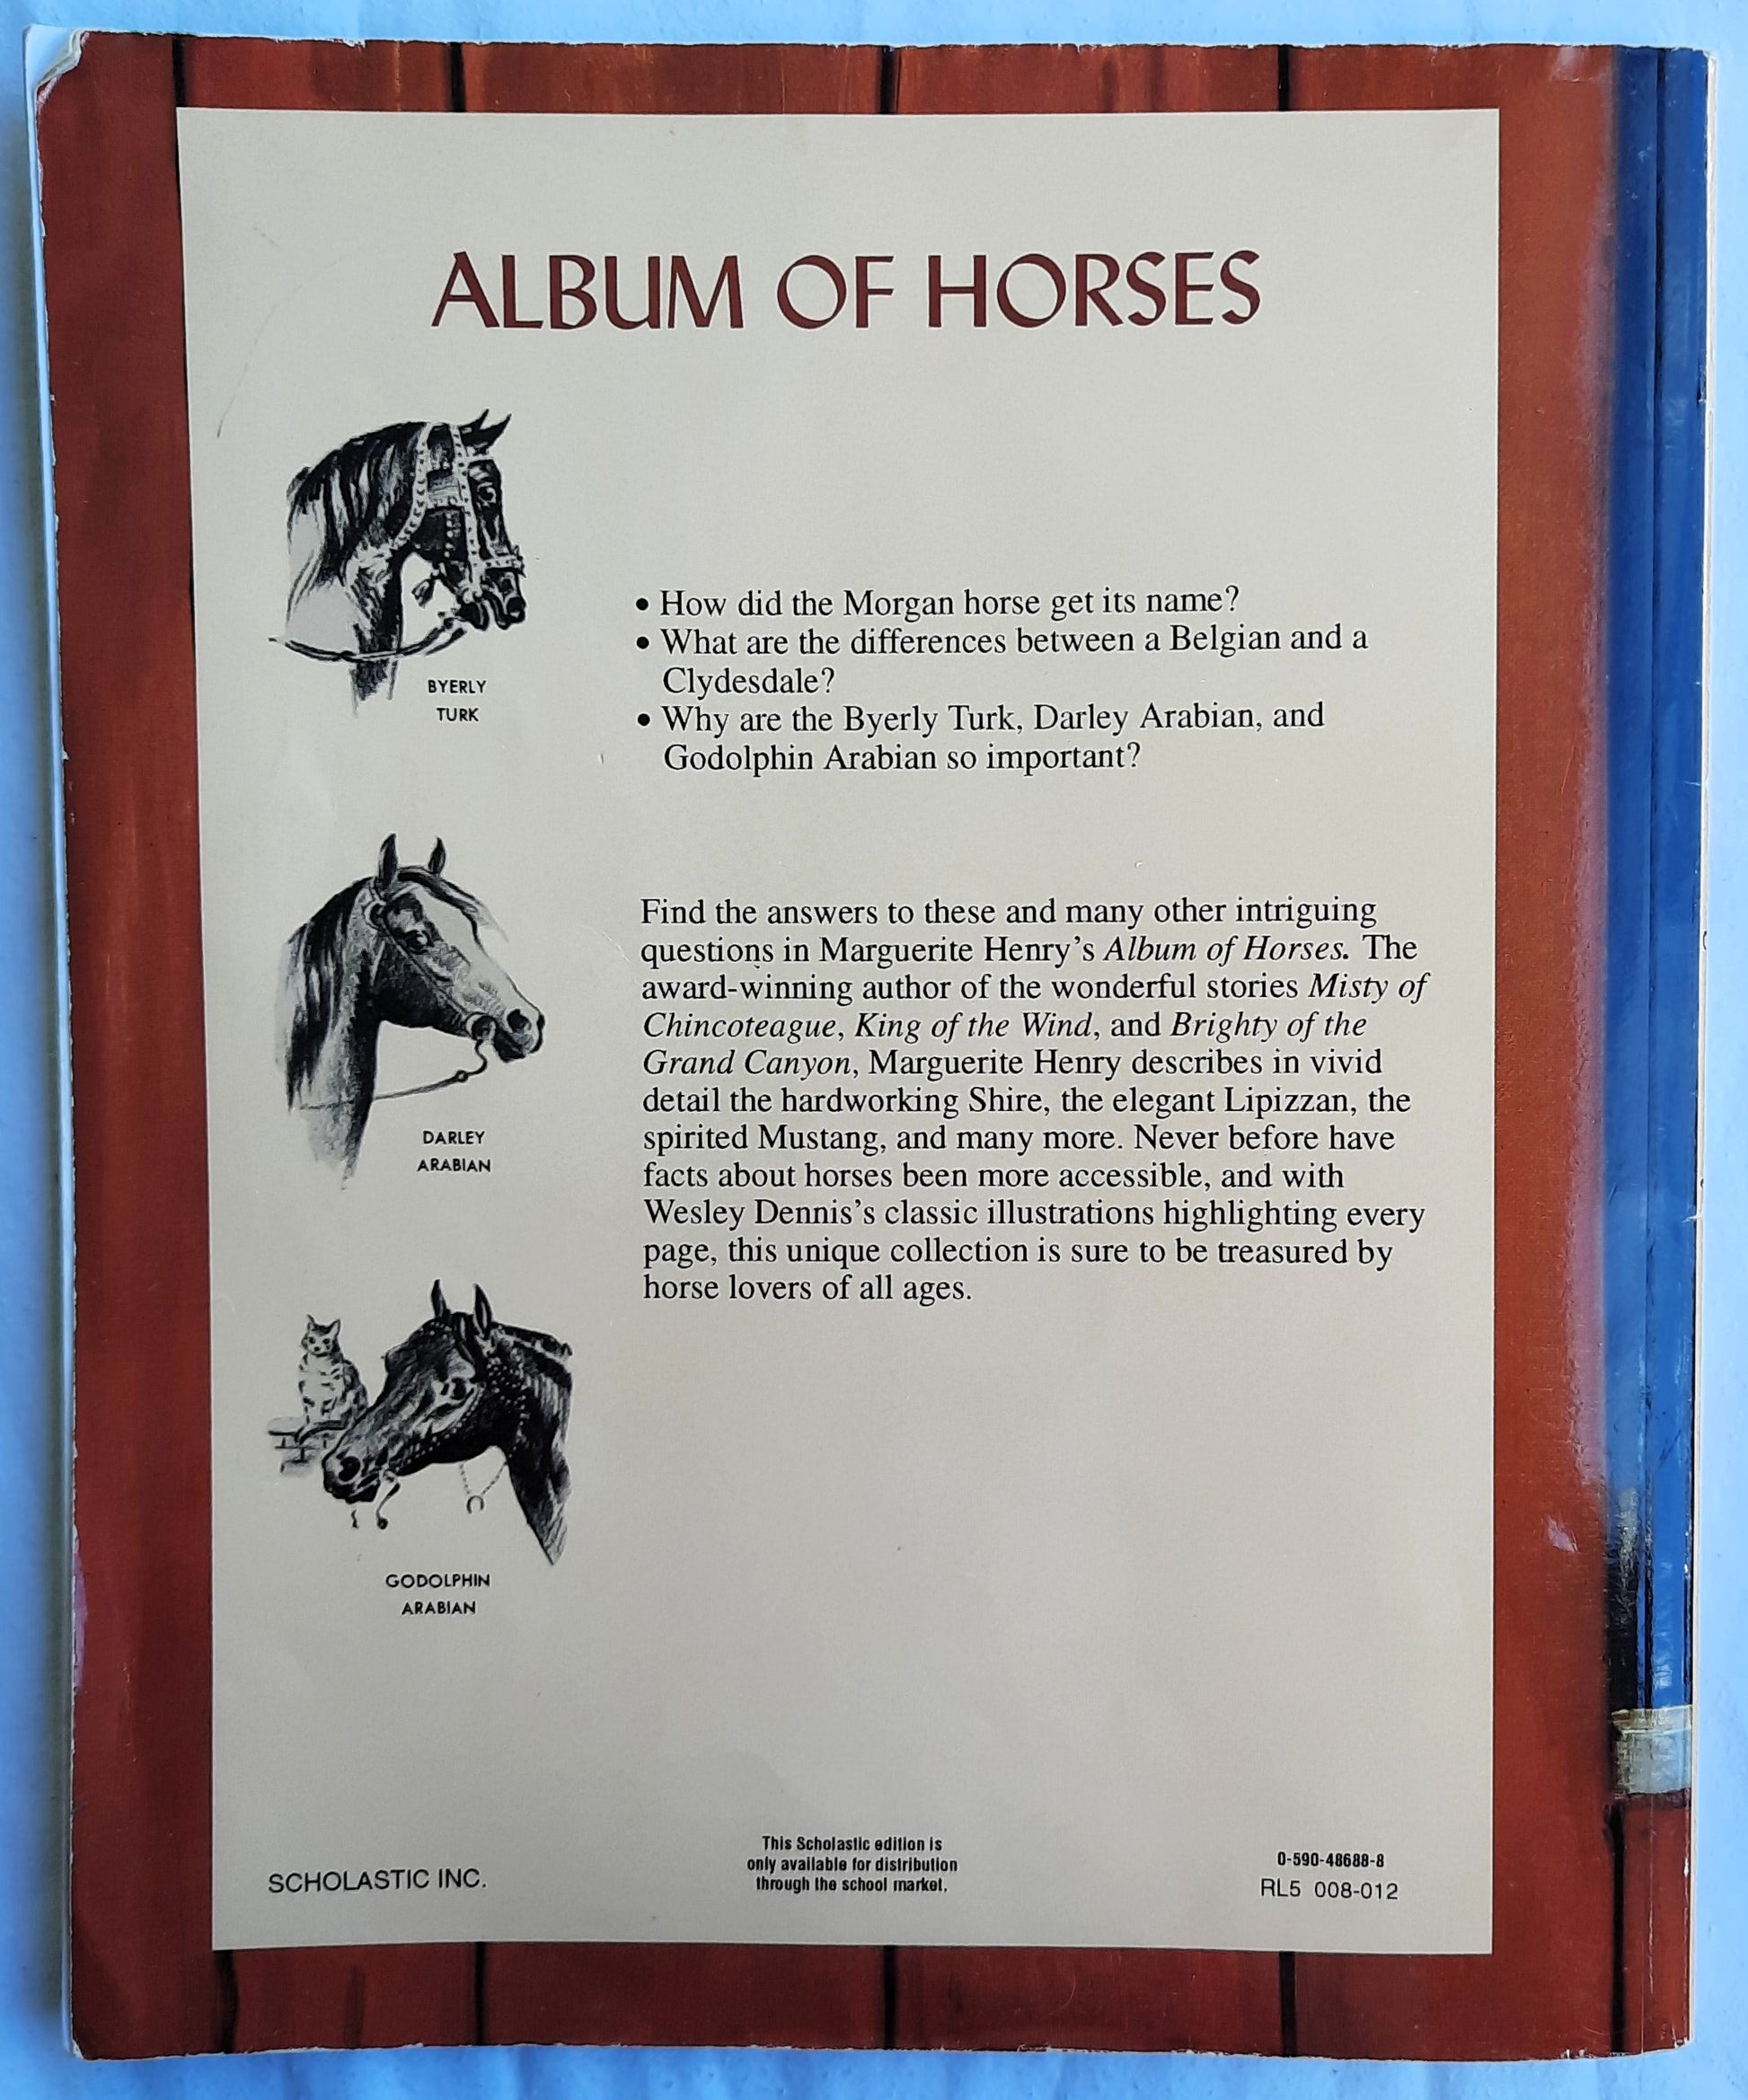 ALBUM OF HORSES
BYERLY
TURK
• How did the Morgan horse get its name?
• What are the differences between a Belgian and a
Clydesdale?
• Why are the Byerly Turk, Darley Arabian, and
Godolphin Arabian so important?
DARLEY
ARABIAN
Find the answers to these and many other intriguing
questions in Marguerite Henry's Album of Horses. The
award-winning author of the wonderful stories Misty of
Chincoteague, King of the Wind, and Brighty of the
Grand Canyon, Marguerite Henry describes in vivid
detail the hardworking Shire, the elegant Lipizzan, the
spirited Mustang, and many more. Never before have
facts about horses been more accessible, and with
Wesley Dennis's classic illustrations highlighting every
page, this unique collection is sure to be treasured by
horse lovers of all ages.
GODOLPHIN
ARABIAN
SCHOLASTIC INC.
This Scholastic edition is
only available for distribution
through the school market.
0-590-48688-8
RL5 008-012